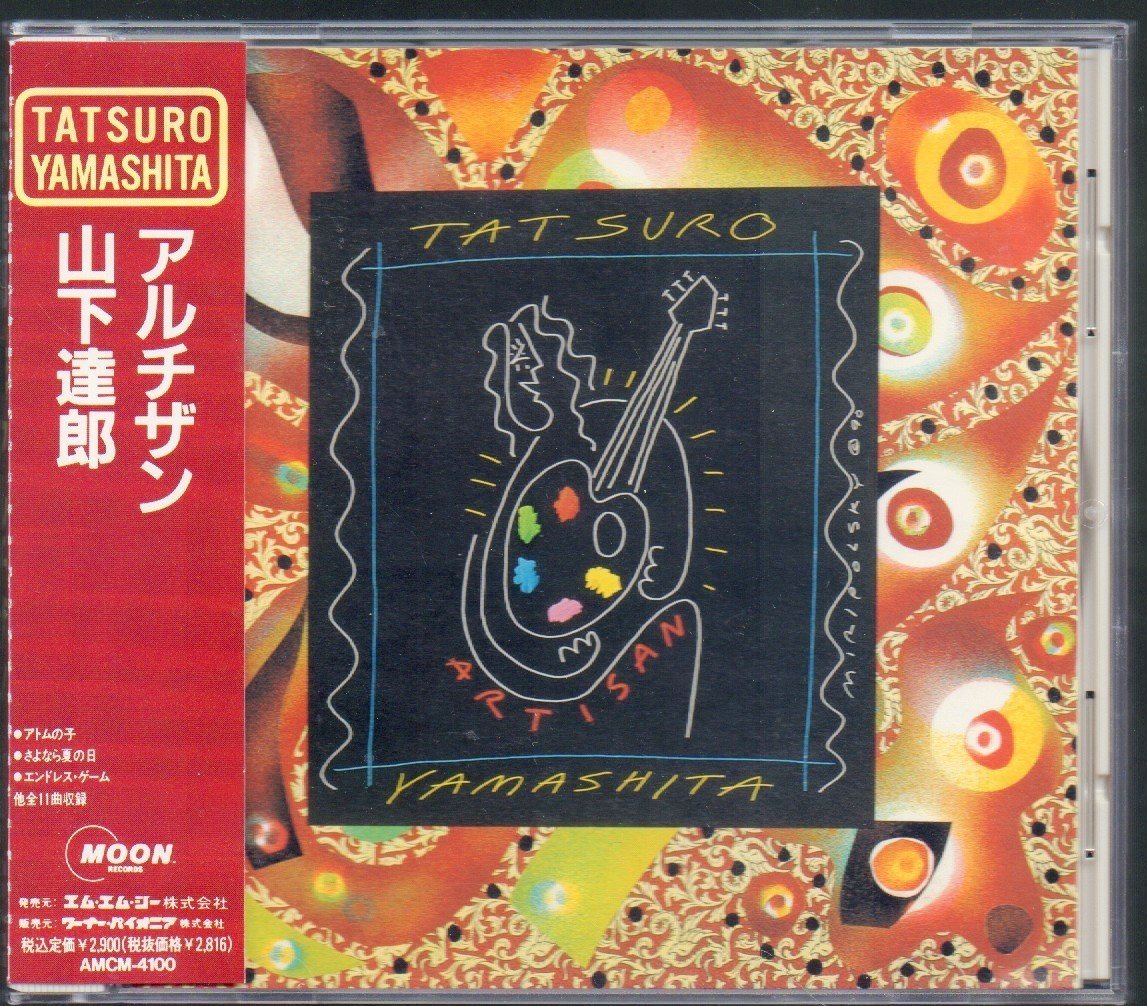 TATSURO
YAMASHITA
アルチザン
山下達郎
●アトムの子
●さよなら夏の日
●エンドレス・ゲーム
他全11曲収録
MOON
RECORDS
発売元:エム・エム・ジー株式会社
販売元:ワーナー・パイオニア株式会社
税込定価¥2,900(税抜価格¥2,816)
AMCM-4100
TATSURO
ARTISAN
YAMASHITA
MIRIPOLSKY ©90